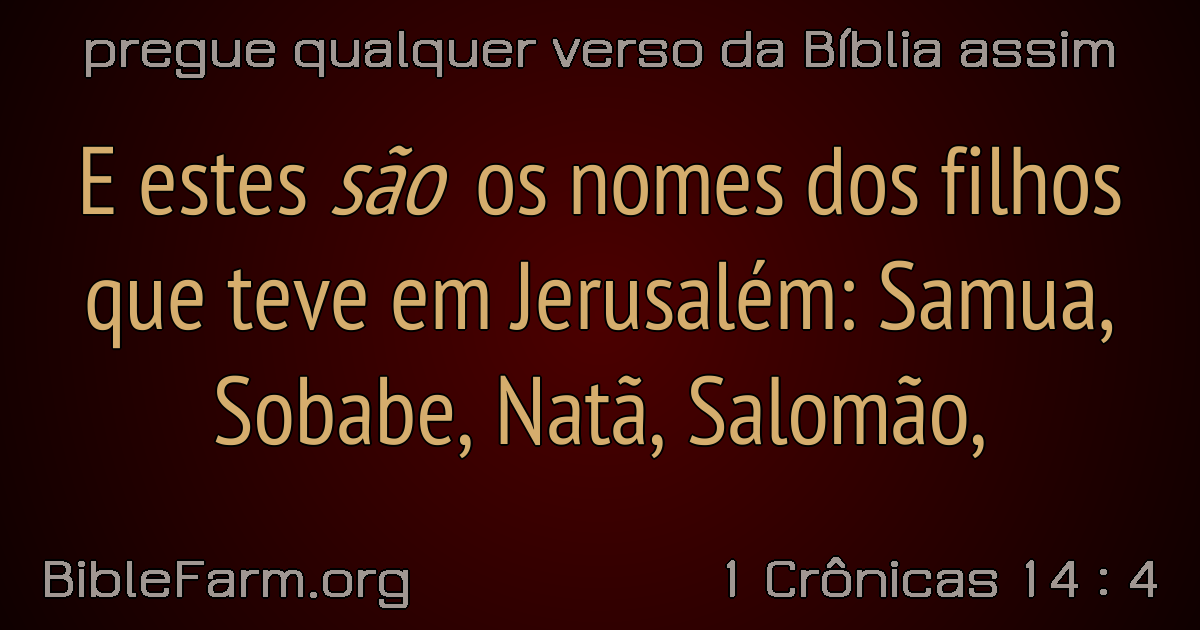 pregue qualquer verso da Bíblia assim
E estes são os nomes dos filhos
que teve em Jerusalém: Samua,
Sobabe, Natã, Salomão,
BibleFarm.org
1 Crônicas 14 : 4